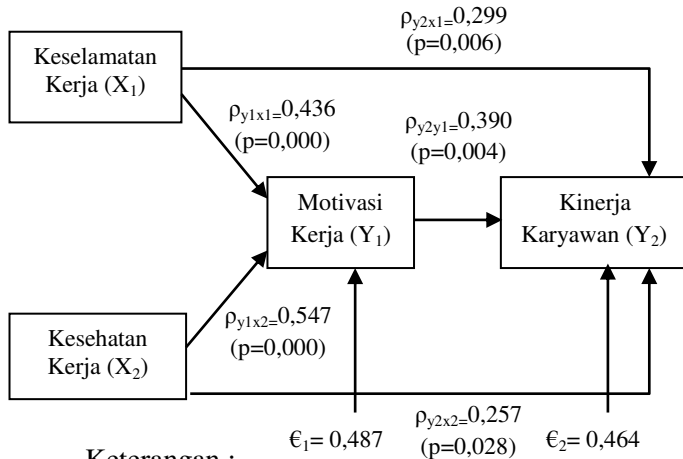 ρy2x1=0,299
(p=0,006)
Keselamatan
Kerja (X1)
ρy1x1=0,436
(p=0,000)
ρy2y1=0,390
(p=0,004)
Motivasi
Kerja (Y1)
Kinerja
Karyawan (Y2)
Kesehatan
Kerja (X2)
ρy1x2=0,547
(p=0,000)
ρy2x2=0,257
(p=0,028)
€1= 0,487
€2= 0,464
Keterangan :